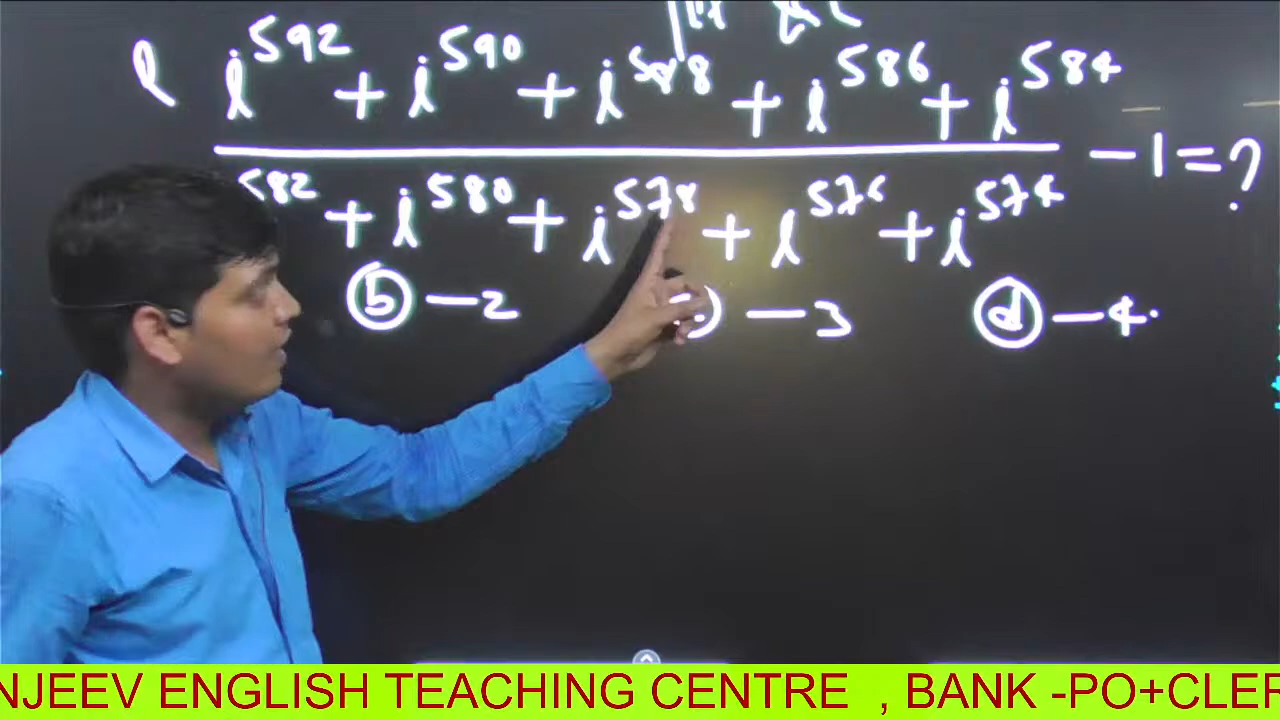 i^592 + i^590 + i^588 + i^586 + i^584
582 + i^580 + i^578 + i^576 + i^574
- 1 = ?
(b) - 2 - 3 (d) - 4.
NJEEV ENGLISH TEACHING CENTRE , BANK -PO+CLER